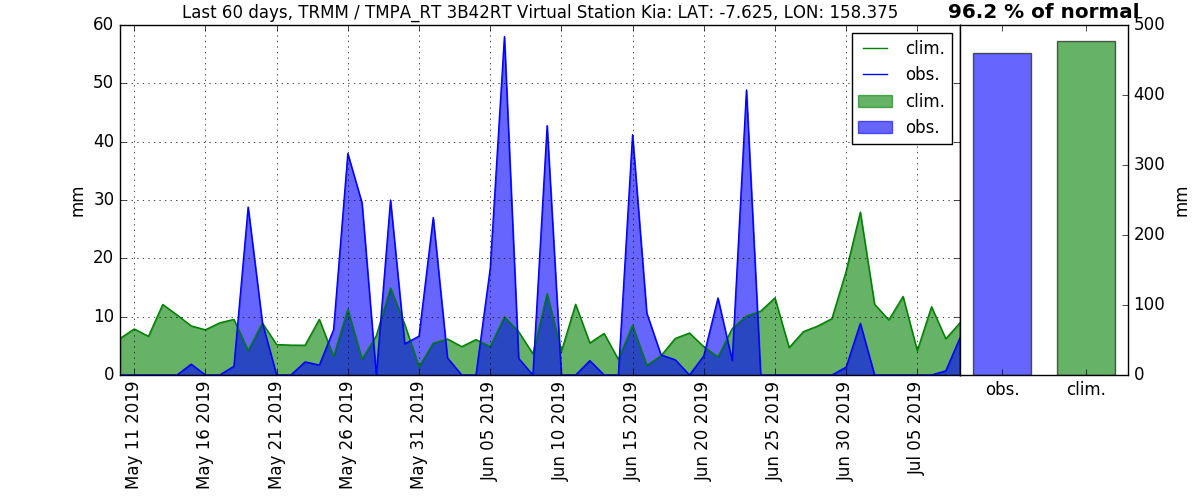 Last 60 days, TRMM / TMPA_RT 3B42RT Virtual Station Kia: LAT: -7.625, LON: 158.375
96.2 % of normal
60
50
40
30
20
10
0
mm
clim.
obs.
clim.
obs.
May 11 2019
May 16 2019
May 21 2019
May 26 2019
May 31 2019
Jun 05 2019
Jun 10 2019
Jun 15 2019
Jun 20 2019
Jun 25 2019
Jun 30 2019
Jul 05 2019
500
400
300
200
100
0
mm
obs.
clim.